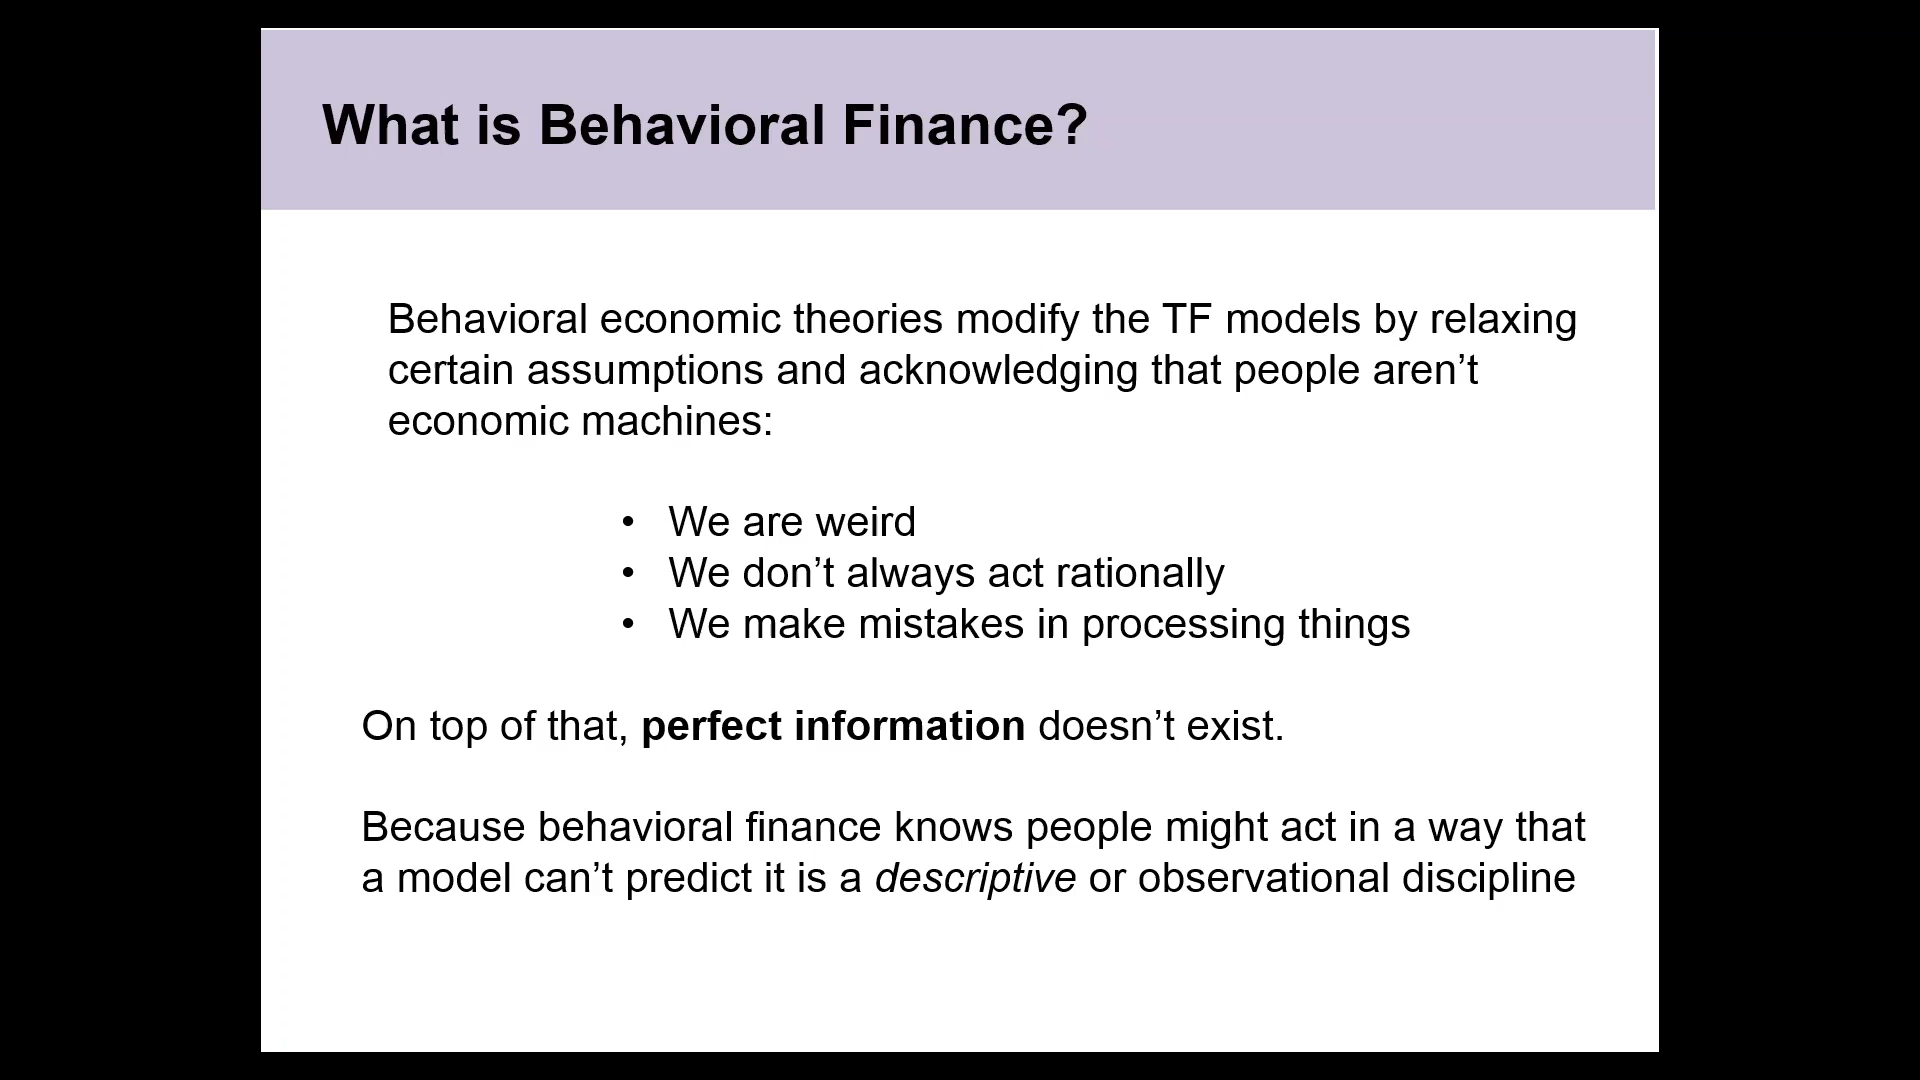 What is Behavioral Finance?
Behavioral economic theories modify the TF models by relaxing
certain assumptions and acknowledging that people aren’t
economic machines:
• We are weird
• We don’t always act rationally
• We make mistakes in processing things
On top of that, perfect information doesn’t exist.
Because behavioral finance knows people might act in a way that
a model can’t predict it is a descriptive or observational discipline